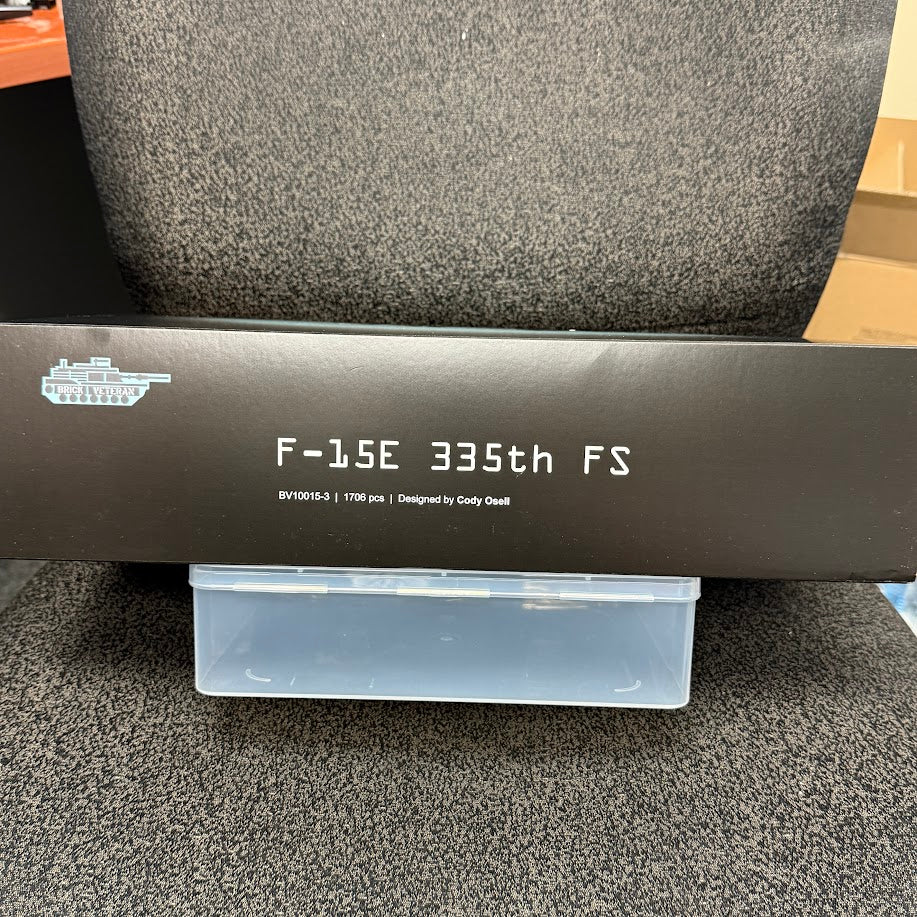 BRICK VETERAN
F-15E 335th FS
BV10015-3 | 1706 pcs | Designed by Cody Osell